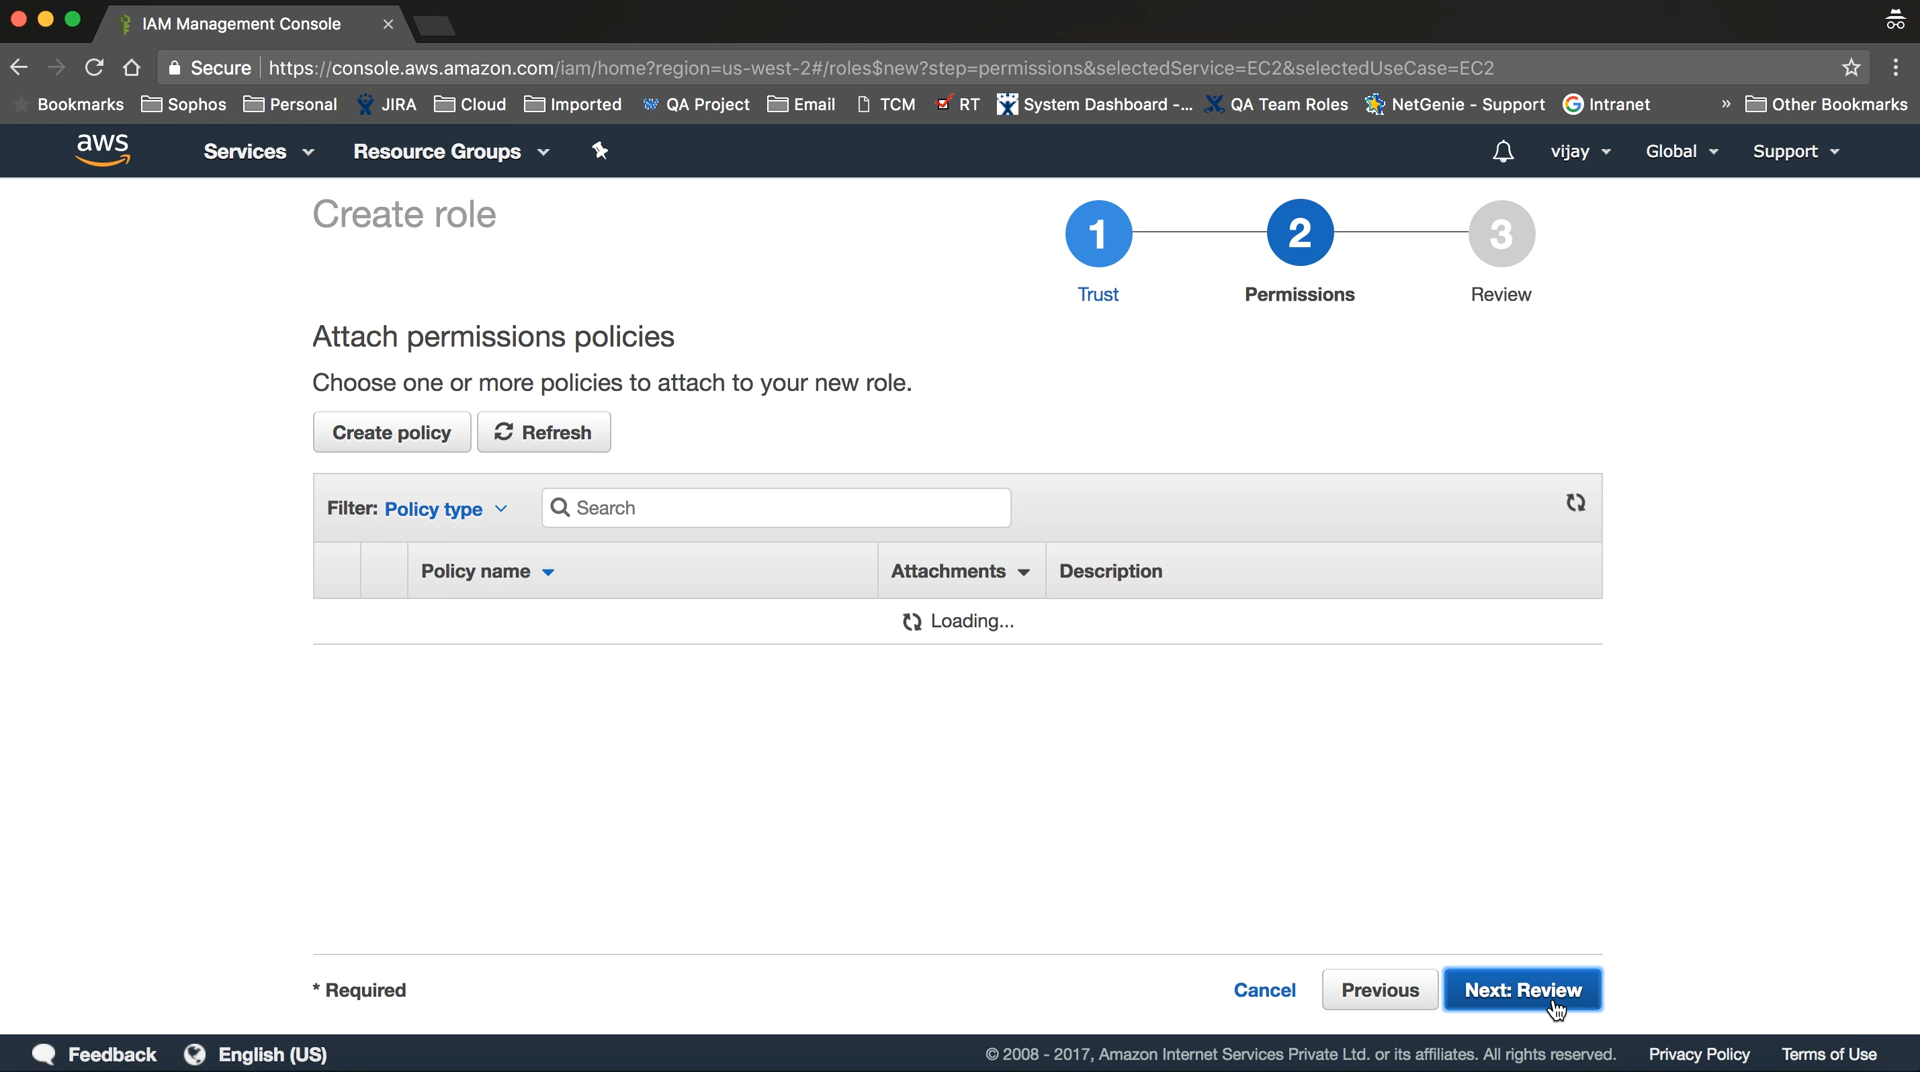 IAM Management Console
Secure https://console.aws.amazon.com/iam/home?region=us-west-2#/roles$new?step=permissions&selectedService=EC2&selectedUseCase=EC2
Bookmarks Sophos Personal JIRA Cloud Imported QA Project Email TCM RT System Dashboard -... QA Team Roles NetGenie - Support Intranet » Other Bookmarks
aws Services Resource Groups vijay Global Support
Create role
1 2 3
Trust Permissions Review
Attach permissions policies
Choose one or more policies to attach to your new role.
Create policy Refresh
Filter: Policy type Search
Policy name Attachments Description
Loading...
* Required Cancel Previous Next: Review
Feedback English (US) © 2008 - 2017, Amazon Internet Services Private Ltd. or its affiliates. All rights reserved. Privacy Policy Terms of Use